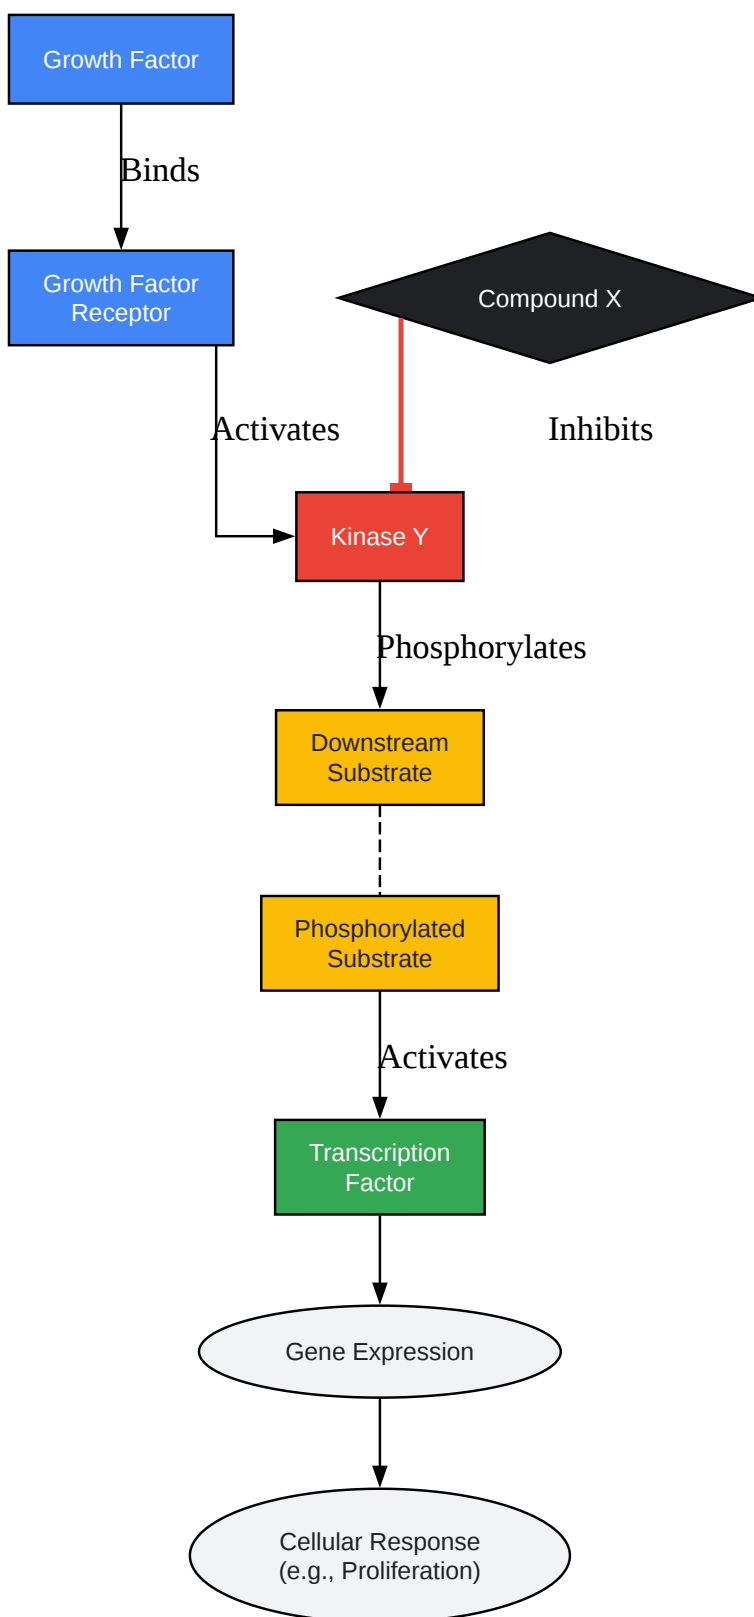 Growth Factor
Binds
Growth Factor
Receptor
Compound X
Activates
Inhibits
Kinase Y
Phosphorylates
Downstream
Substrate
Phosphorylated
Substrate
Activates
Transcription
Factor
Gene Expression
Cellular Response
(e.g., Proliferation)